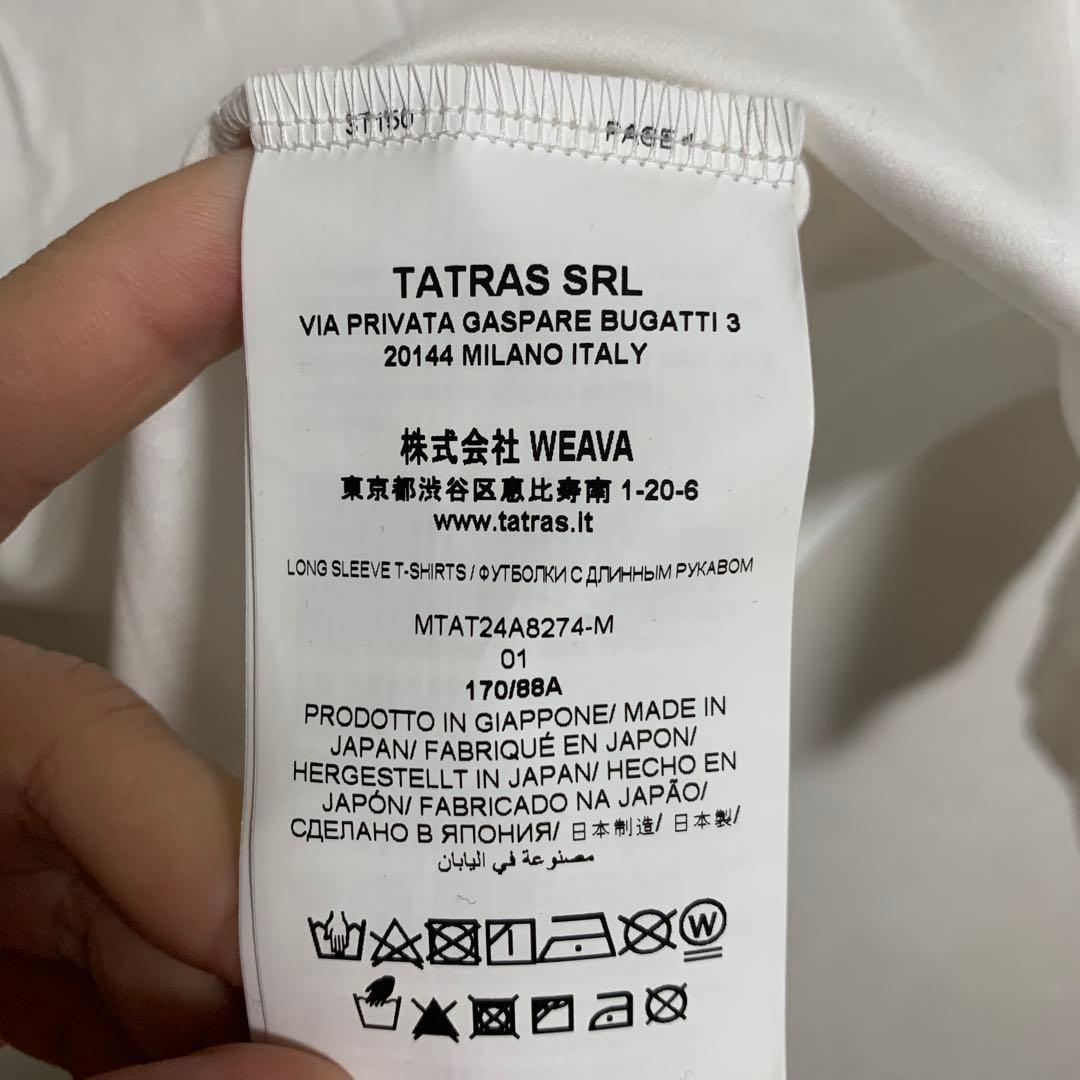 ST150 PAGE 1
TATRAS SRL
VIA PRIVATA GASPARE BUGATTI 3
20144 MILANO ITALY
株式会社 WEAVA
東京都渋谷区恵比寿南 1-20-6
www.tatras.it
LONG SLEEVE T-SHIRTS / ФУТБОЛКИ С ДЛИННЫМ РУКАВОМ
MTAT24A8274-M
01
170/88A
PRODOTTO IN GIAPPONE/ MADE IN
JAPAN/ FABRIQUÉ EN JAPON/
HERGESTELLT IN JAPAN/ HECHO EN
JAPÓN/ FABRICADO NA JAPÃO/
СДЕЛАНО В ЯПОНИЯ/ 日本制造/ 日本製/
مصنوعة في اليابان
W